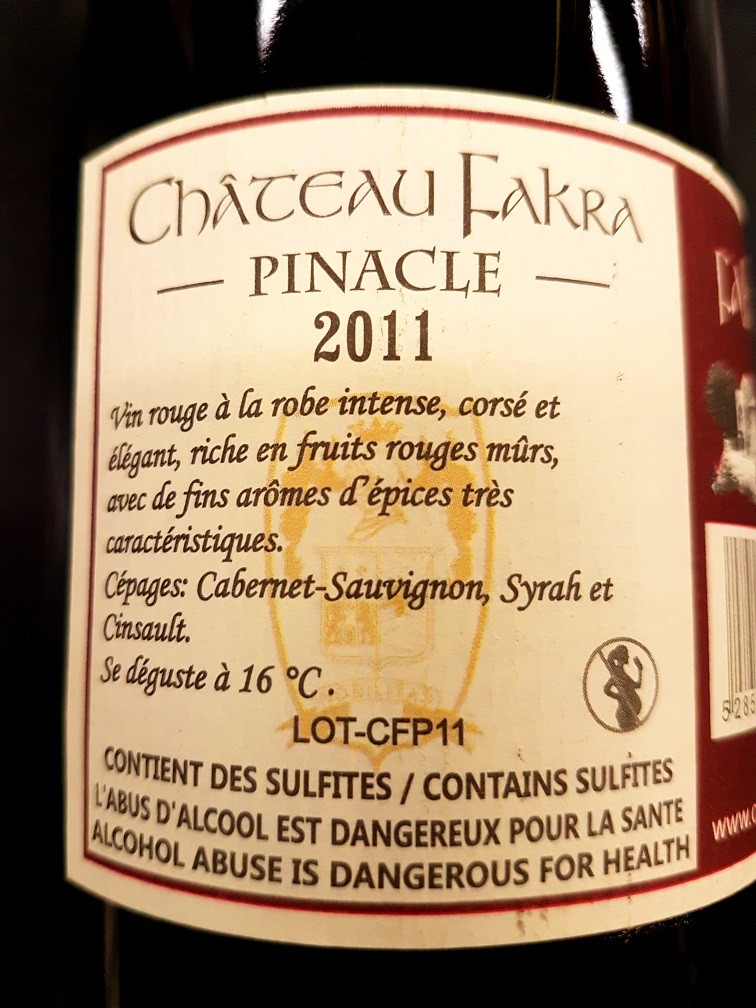 Château Fakra
PINACLE
2011
Vin rouge à la robe intense, corsé et
élégant, riche en fruits rouges mûrs,
avec de fins arômes d'épices très
caractéristiques.
Cépages: Cabernet-Sauvignon, Syrah et
Cinsault.
Se déguste à 16 °C.
LOT-CFP11
CONTIENT DES SULFITES / CONTAINS SULFITES
L'ABUS D'ALCOOL EST DANGEREUX POUR LA SANTE
ALCOHOL ABUSE IS DANGEROUS FOR HEALTH
5285
www.